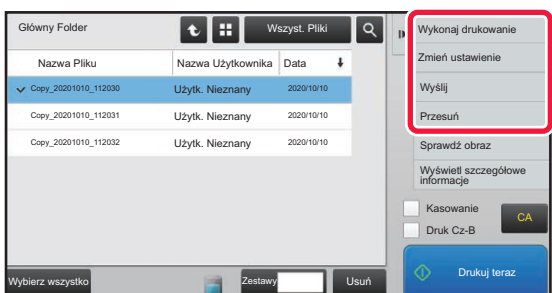 Główny Folder
Wszyst. Pliki
Nazwa Pliku Nazwa Użytkownika Data
Copy_20201010_112030 Użytk. Nieznany 2020/10/10
Copy_20201010_112031 Użytk. Nieznany 2020/10/10
Copy_20201010_112032 Użytk. Nieznany 2020/10/10
Wybierz wszystko
Zestawy
Usuń
Wykonaj drukowanie
Zmień ustawienie
Wyślij
Przesuń
Sprawdź obraz
Wyświetl szczegółowe
informacje
Kasowanie
Druk Cz-B
CA
Drukuj teraz